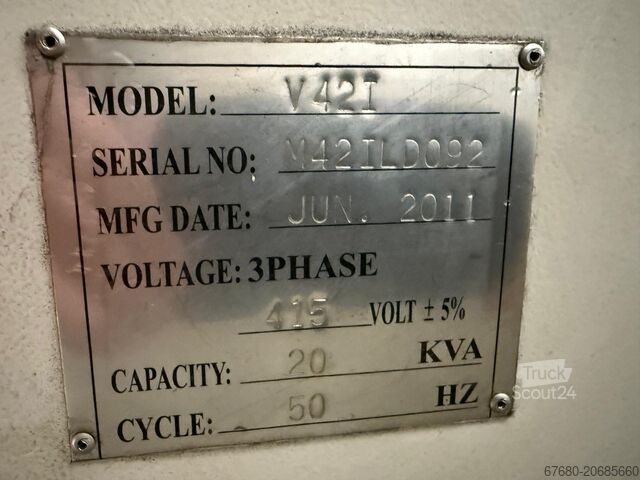 MODEL: V42I
SERIAL NO: M42ILD092
MFG DATE: JUN. 2011
VOLTAGE: 3PHASE
415 VOLT ± 5%
CAPACITY: 20 KVA
CYCLE: 50 HZ
Truck
Scout24
67680-20685660